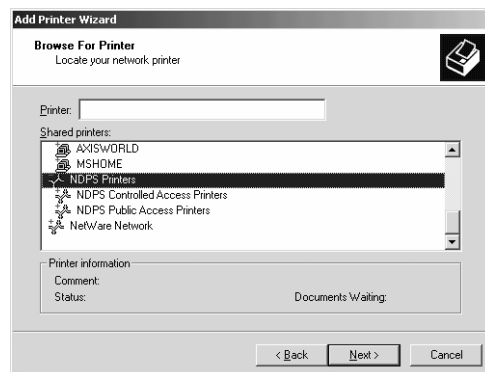 Add Printer Wizard
Browse For Printer
Locate your network printer
Printer:
Shared printers:
AXISWORLD
MSHOME
NDPS Printers
NDPS Controlled Access Printers
NDPS Public Access Printers
NetWare Network
Printer information
Comment:
Status: Documents Waiting:
< Back Next > Cancel